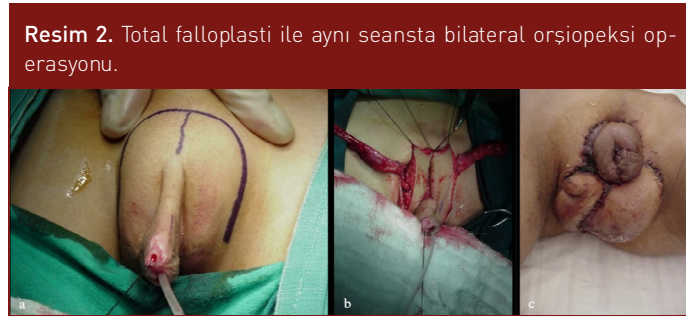 Resim 2. Total falloplasti ile aynı seansta bilateral orşiopeksi op-
erasyonu.
a b c